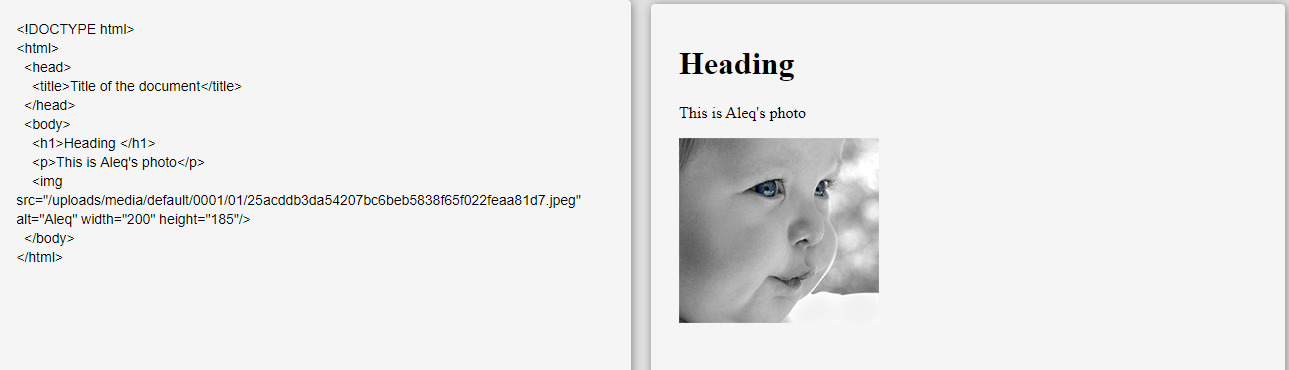 <!DOCTYPE html>
<html>
<head>
<title>Title of the document</title>
</head>
<body>
<h1>Heading </h1>
<p>This is Aleq's photo</p>
<img
src="/uploads/media/default/0001/01/25acddb3da54207bc6beb5838f65f022feaa81d7.jpeg"
alt="Aleq" width="200" height="185"/>
</body>
</html>
Heading
This is Aleq's photo